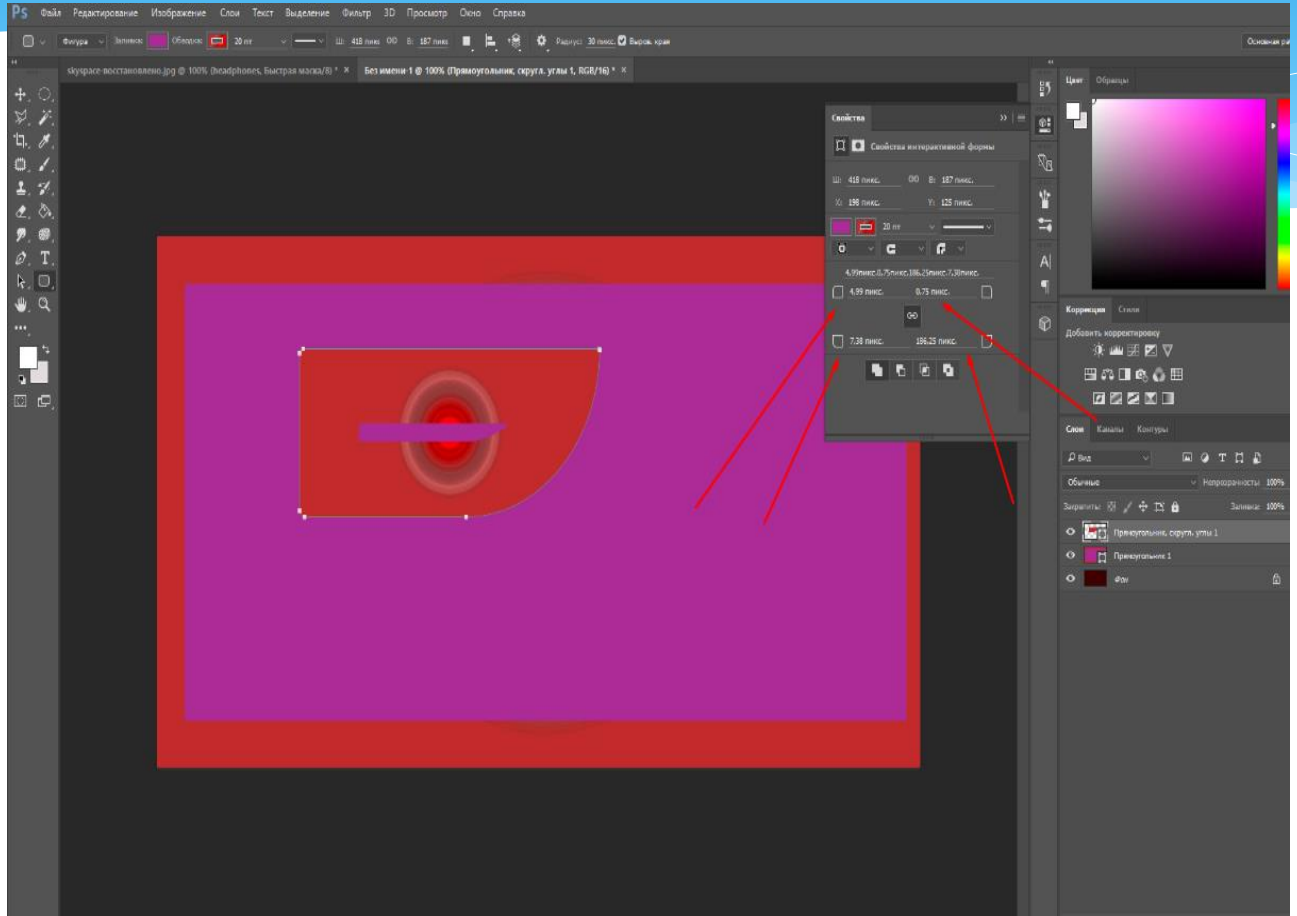 Ps Файл Редактирование Изображение Слои Текст Выделение Фильтр 3D Просмотр Окно Справка
Фигура Заливка: Обводка: 20 пт Ш: 418 пикс В: 187 пикс Радиус: 30 пикс. Выров. края Основная
skyspace-восстановлено.jpg @ 100% (headphones, Быстрая маска/8) * ×
Без имени-1 @ 100% (Прямоугольник, скругл. углы 1, RGB/16) * ×
Цвет Образцы
Свойства
Свойства интерактивной формы
Ш: 418 пикс. В: 187 пикс.
X: 198 пикс. Y: 125 пикс.
20 пт
4,99пикс.0,75пикс.186,25пикс.7,38пикс.
4,99 пикс. 0,75 пикс.
7,38 пикс. 186,25 пикс.
Коррекция Стили
Добавить корректировку
Слои Каналы Контуры
Вид
Обычные Непрозрачность: 100%
Закрепить: Заливка: 100%
Прямоугольник, скругл. углы 1
Прямоугольник 1
Фон